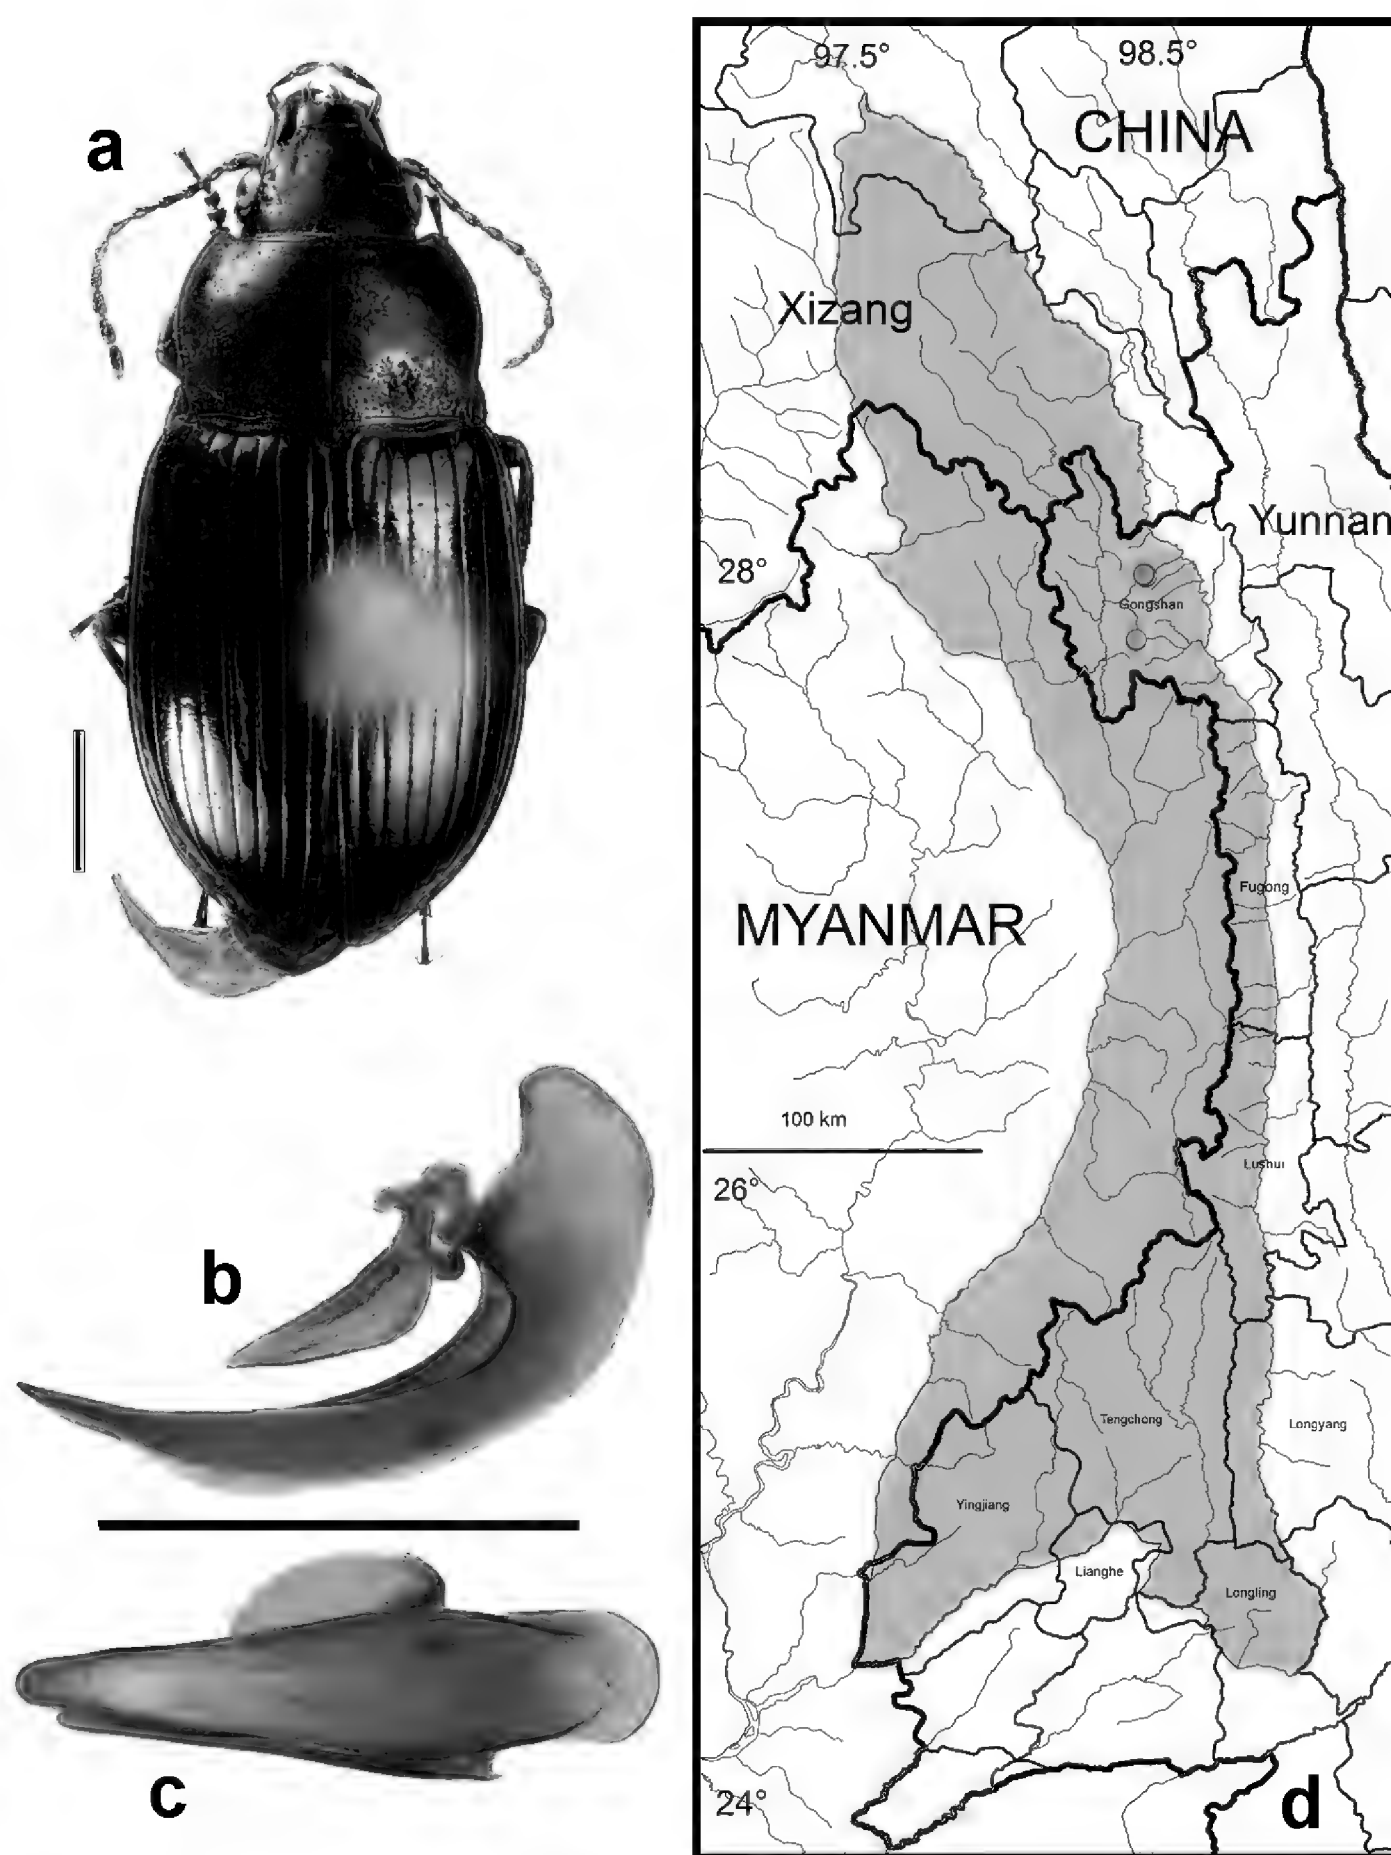 a
b
c
97.5°
98.5°
CHINA
Xizang
Yunnan
28°
Gongshan
Fugong
MYANMAR
100 km
26°
Lushui
Tengchong
Longyang
Yingjiang
Lianghe
Longling
24°
d